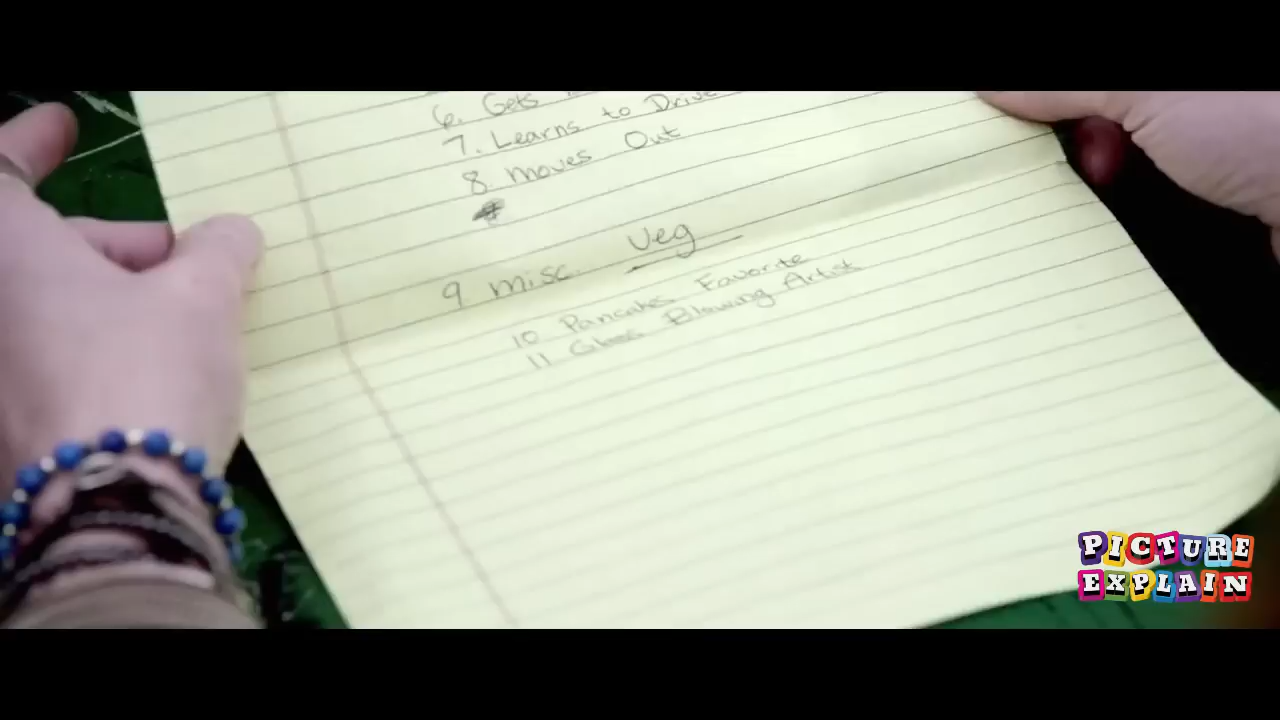 6. Gets
7. Learns to Drive
8. Moves Out
Veg
9 Misc.
10 Pancakes Favorite
11 Glass Blowing Artist
PICTURE
EXPLAIN